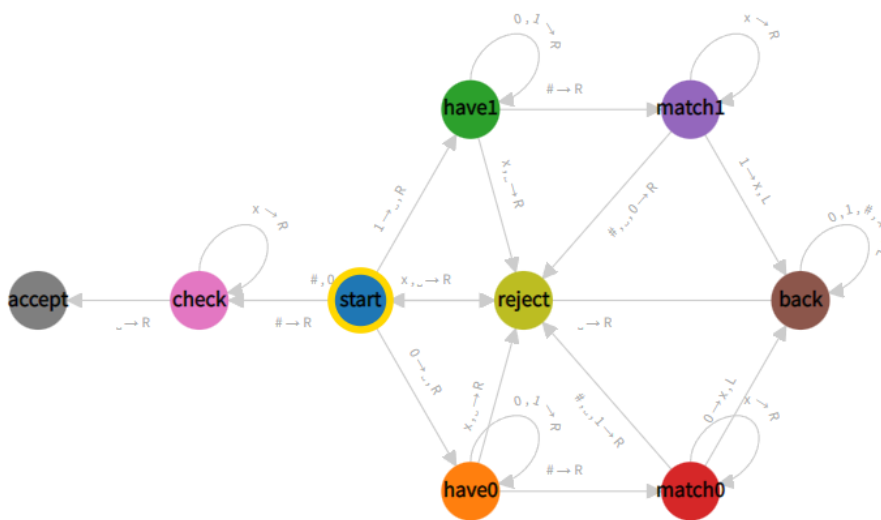 0,1→R
x→R
have1
#→R
match1
1→␣,R
x,␣→R
#,␣,0→R
1→x,L
x→R
0,1,#,
accept
check
#,0
start
x,␣→R
reject
back
␣→R
#→R
␣→R
0→␣,R
x,␣→R
0,1→R
#,␣,1→R
0→x,L
x→R
have0
#→R
match0